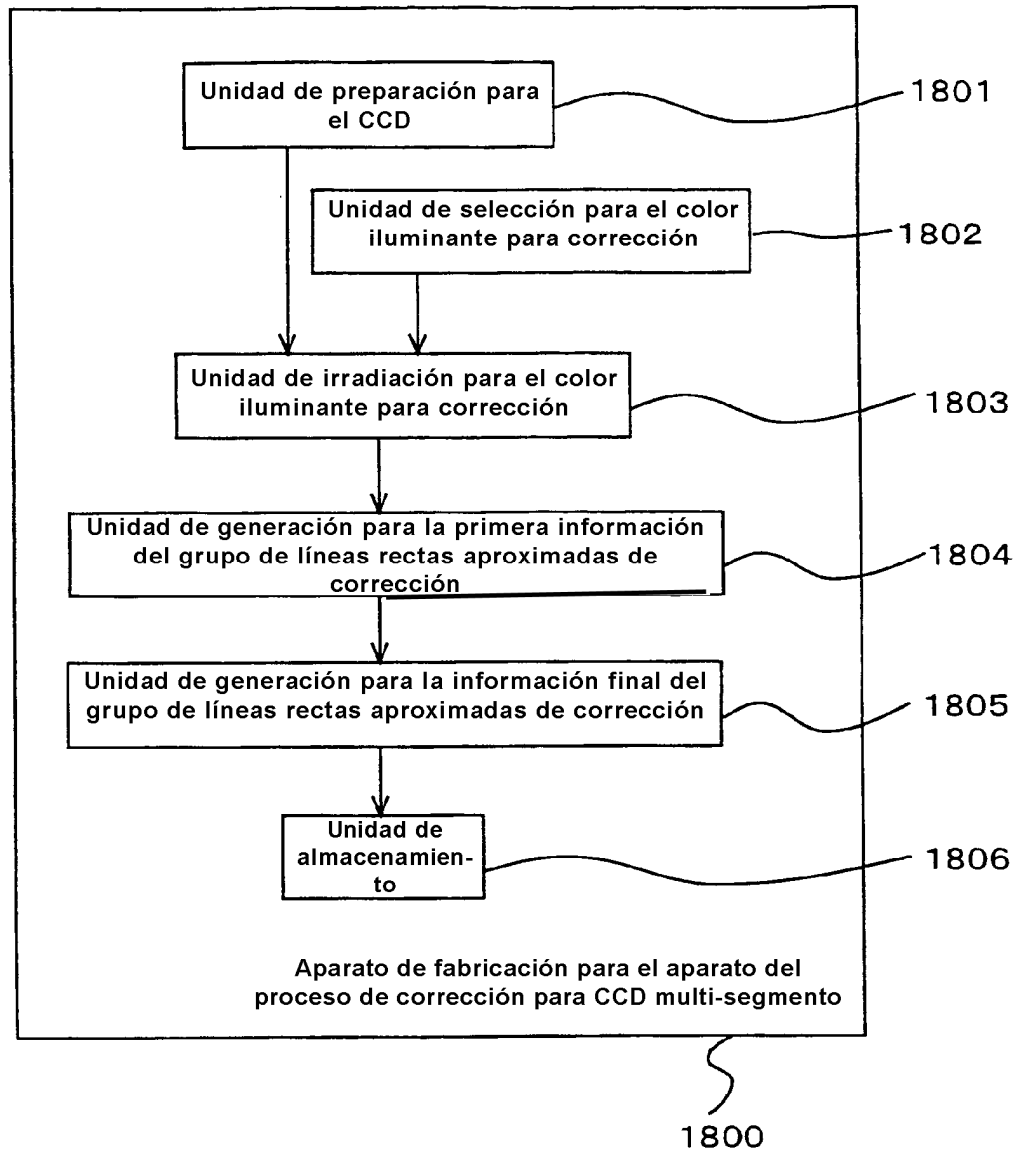 Unidad de preparación para
el CCD
1801
Unidad de selección para el color
iluminante para corrección
1802
Unidad de irradiación para el color
iluminante para corrección
1803
Unidad de generación para la primera información
del grupo de líneas rectas aproximadas de
corrección
1804
Unidad de generación para la información final del
grupo de líneas rectas aproximadas de corrección
1805
Unidad de
almacenamien-
to
1806
Aparato de fabricación para el aparato del
proceso de corrección para CCD multi-segmento
1800